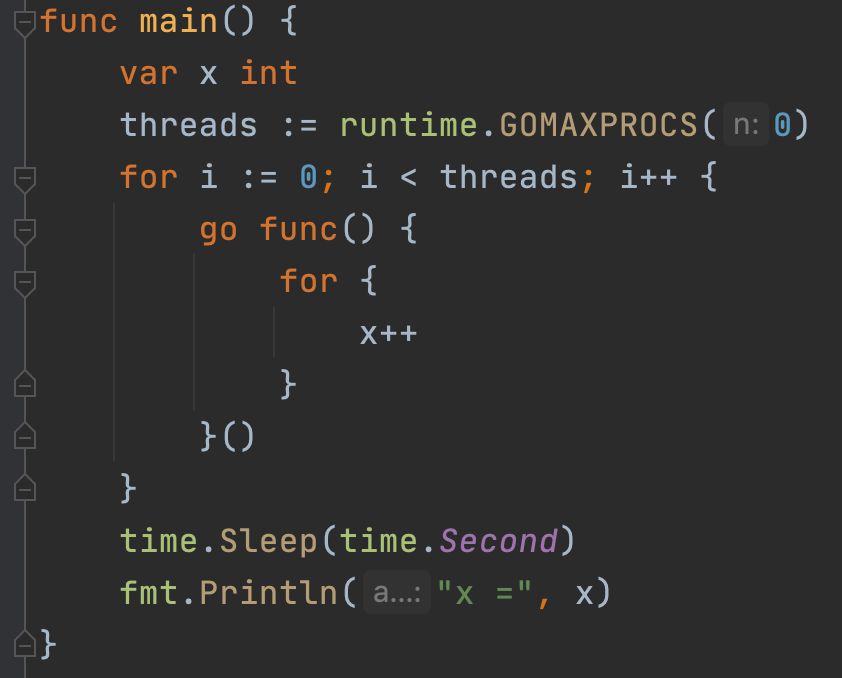 func main() {
    var x int
    threads := runtime.GOMAXPROCS( n: 0)
    for i := 0; i < threads; i++ {
        go func() {
            for {
                x++
            }
        }()
    }
    time.Sleep(time.Second)
    fmt.Println( a...: "x =", x)
}